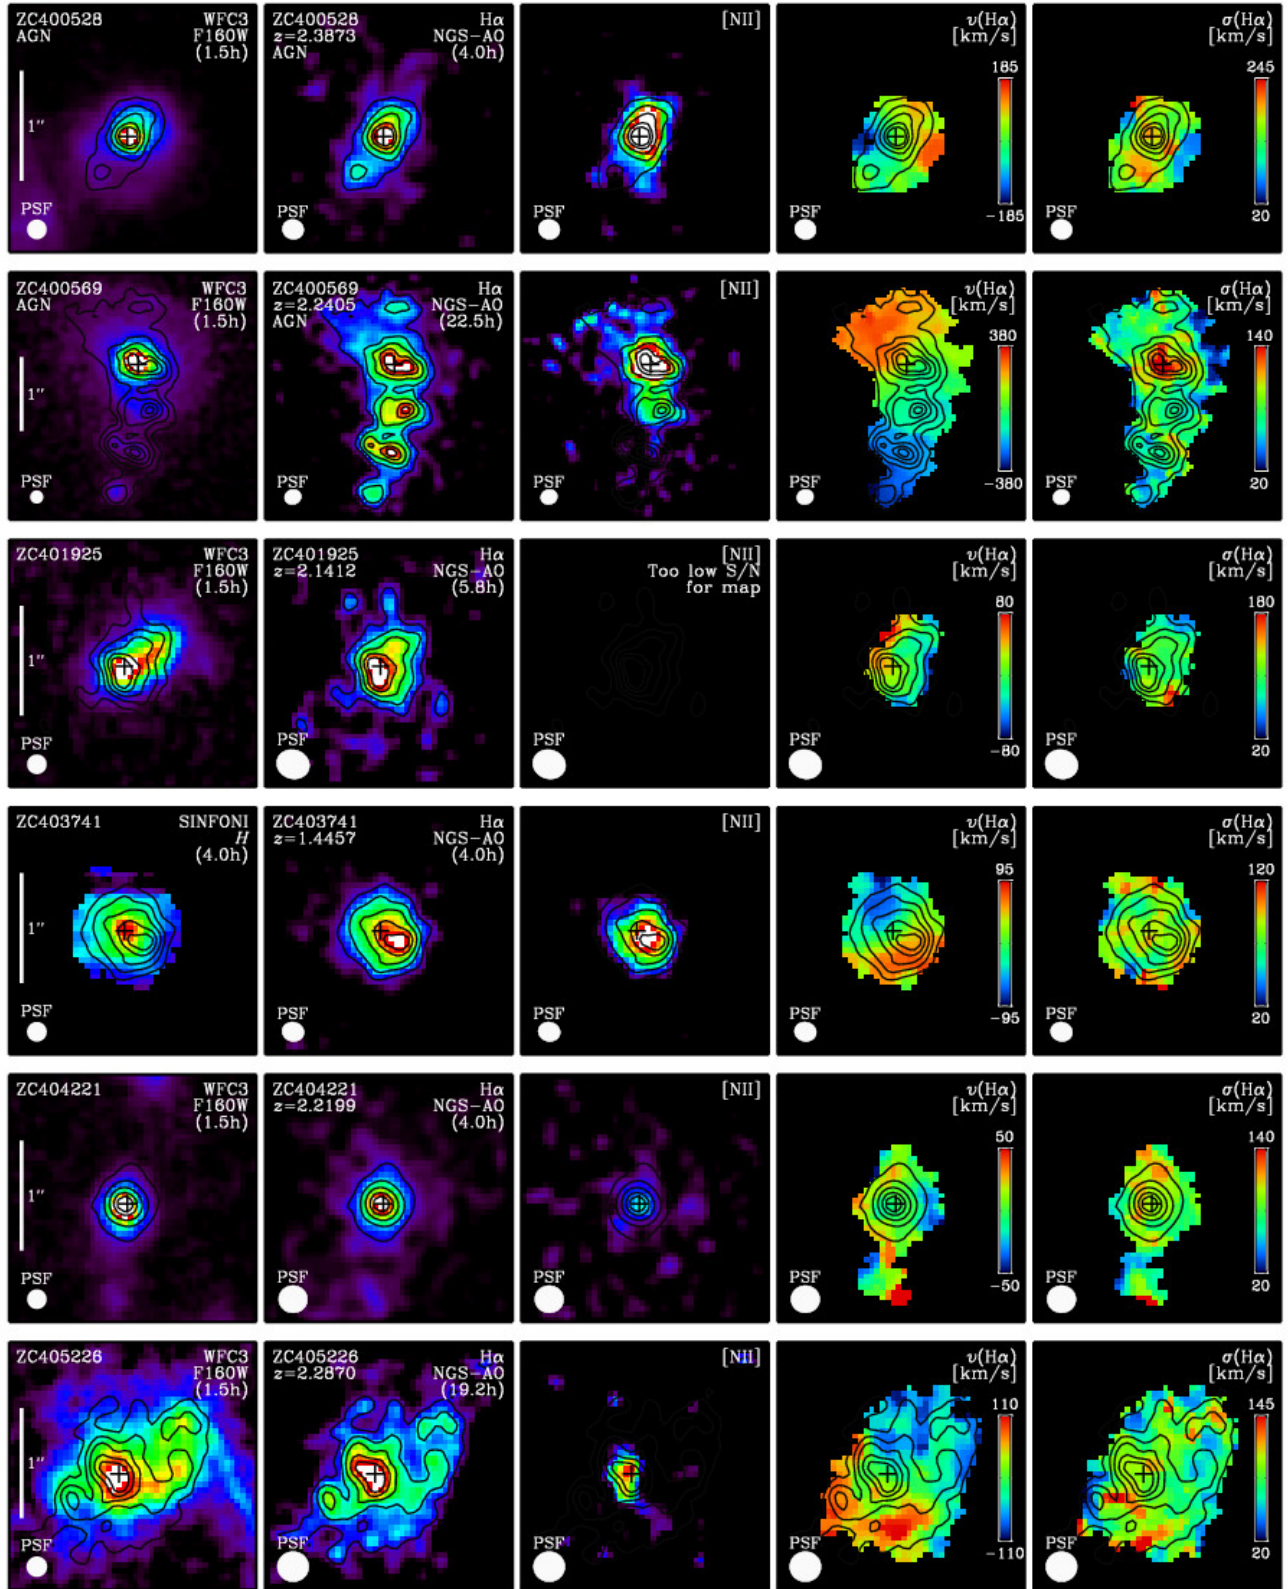 ZC400528 WFC3
AGN F160W
(1.5h)
1″
PSF
ZC400528 Hα
z=2.3873 NGS-AO
AGN (4.0h)
PSF
[NII]
PSF
v(Hα)
[km/s]
185
-185
PSF
σ(Hα)
[km/s]
245
20
PSF
ZC400569 WFC3
AGN F160W
(1.5h)
1″
PSF
ZC400569 Hα
z=2.2405 NGS-AO
AGN (22.5h)
PSF
[NII]
PSF
v(Hα)
[km/s]
380
-380
PSF
σ(Hα)
[km/s]
140
20
PSF
ZC401925 WFC3
F160W
(1.5h)
1″
PSF
ZC401925 Hα
z=2.1412 NGS-AO
(5.8h)
PSF
[NII]
Too low S/N
for map
PSF
v(Hα)
[km/s]
80
-80
PSF
σ(Hα)
[km/s]
180
20
PSF
ZC403741 SINFONI
H
(4.0h)
1″
PSF
ZC403741 Hα
z=1.4457 NGS-AO
(4.0h)
PSF
[NII]
PSF
v(Hα)
[km/s]
95
-95
PSF
σ(Hα)
[km/s]
120
20
PSF
ZC404221 WFC3
F160W
(1.5h)
1″
PSF
ZC404221 Hα
z=2.2199 NGS-AO
(4.0h)
PSF
[NII]
PSF
v(Hα)
[km/s]
50
-50
PSF
σ(Hα)
[km/s]
140
20
PSF
ZC405226 WFC3
F160W
(1.5h)
1″
PSF
ZC405226 Hα
z=2.2870 NGS-AO
(19.2h)
PSF
[NII]
PSF
v(Hα)
[km/s]
110
-110
PSF
σ(Hα)
[km/s]
145
20
PSF